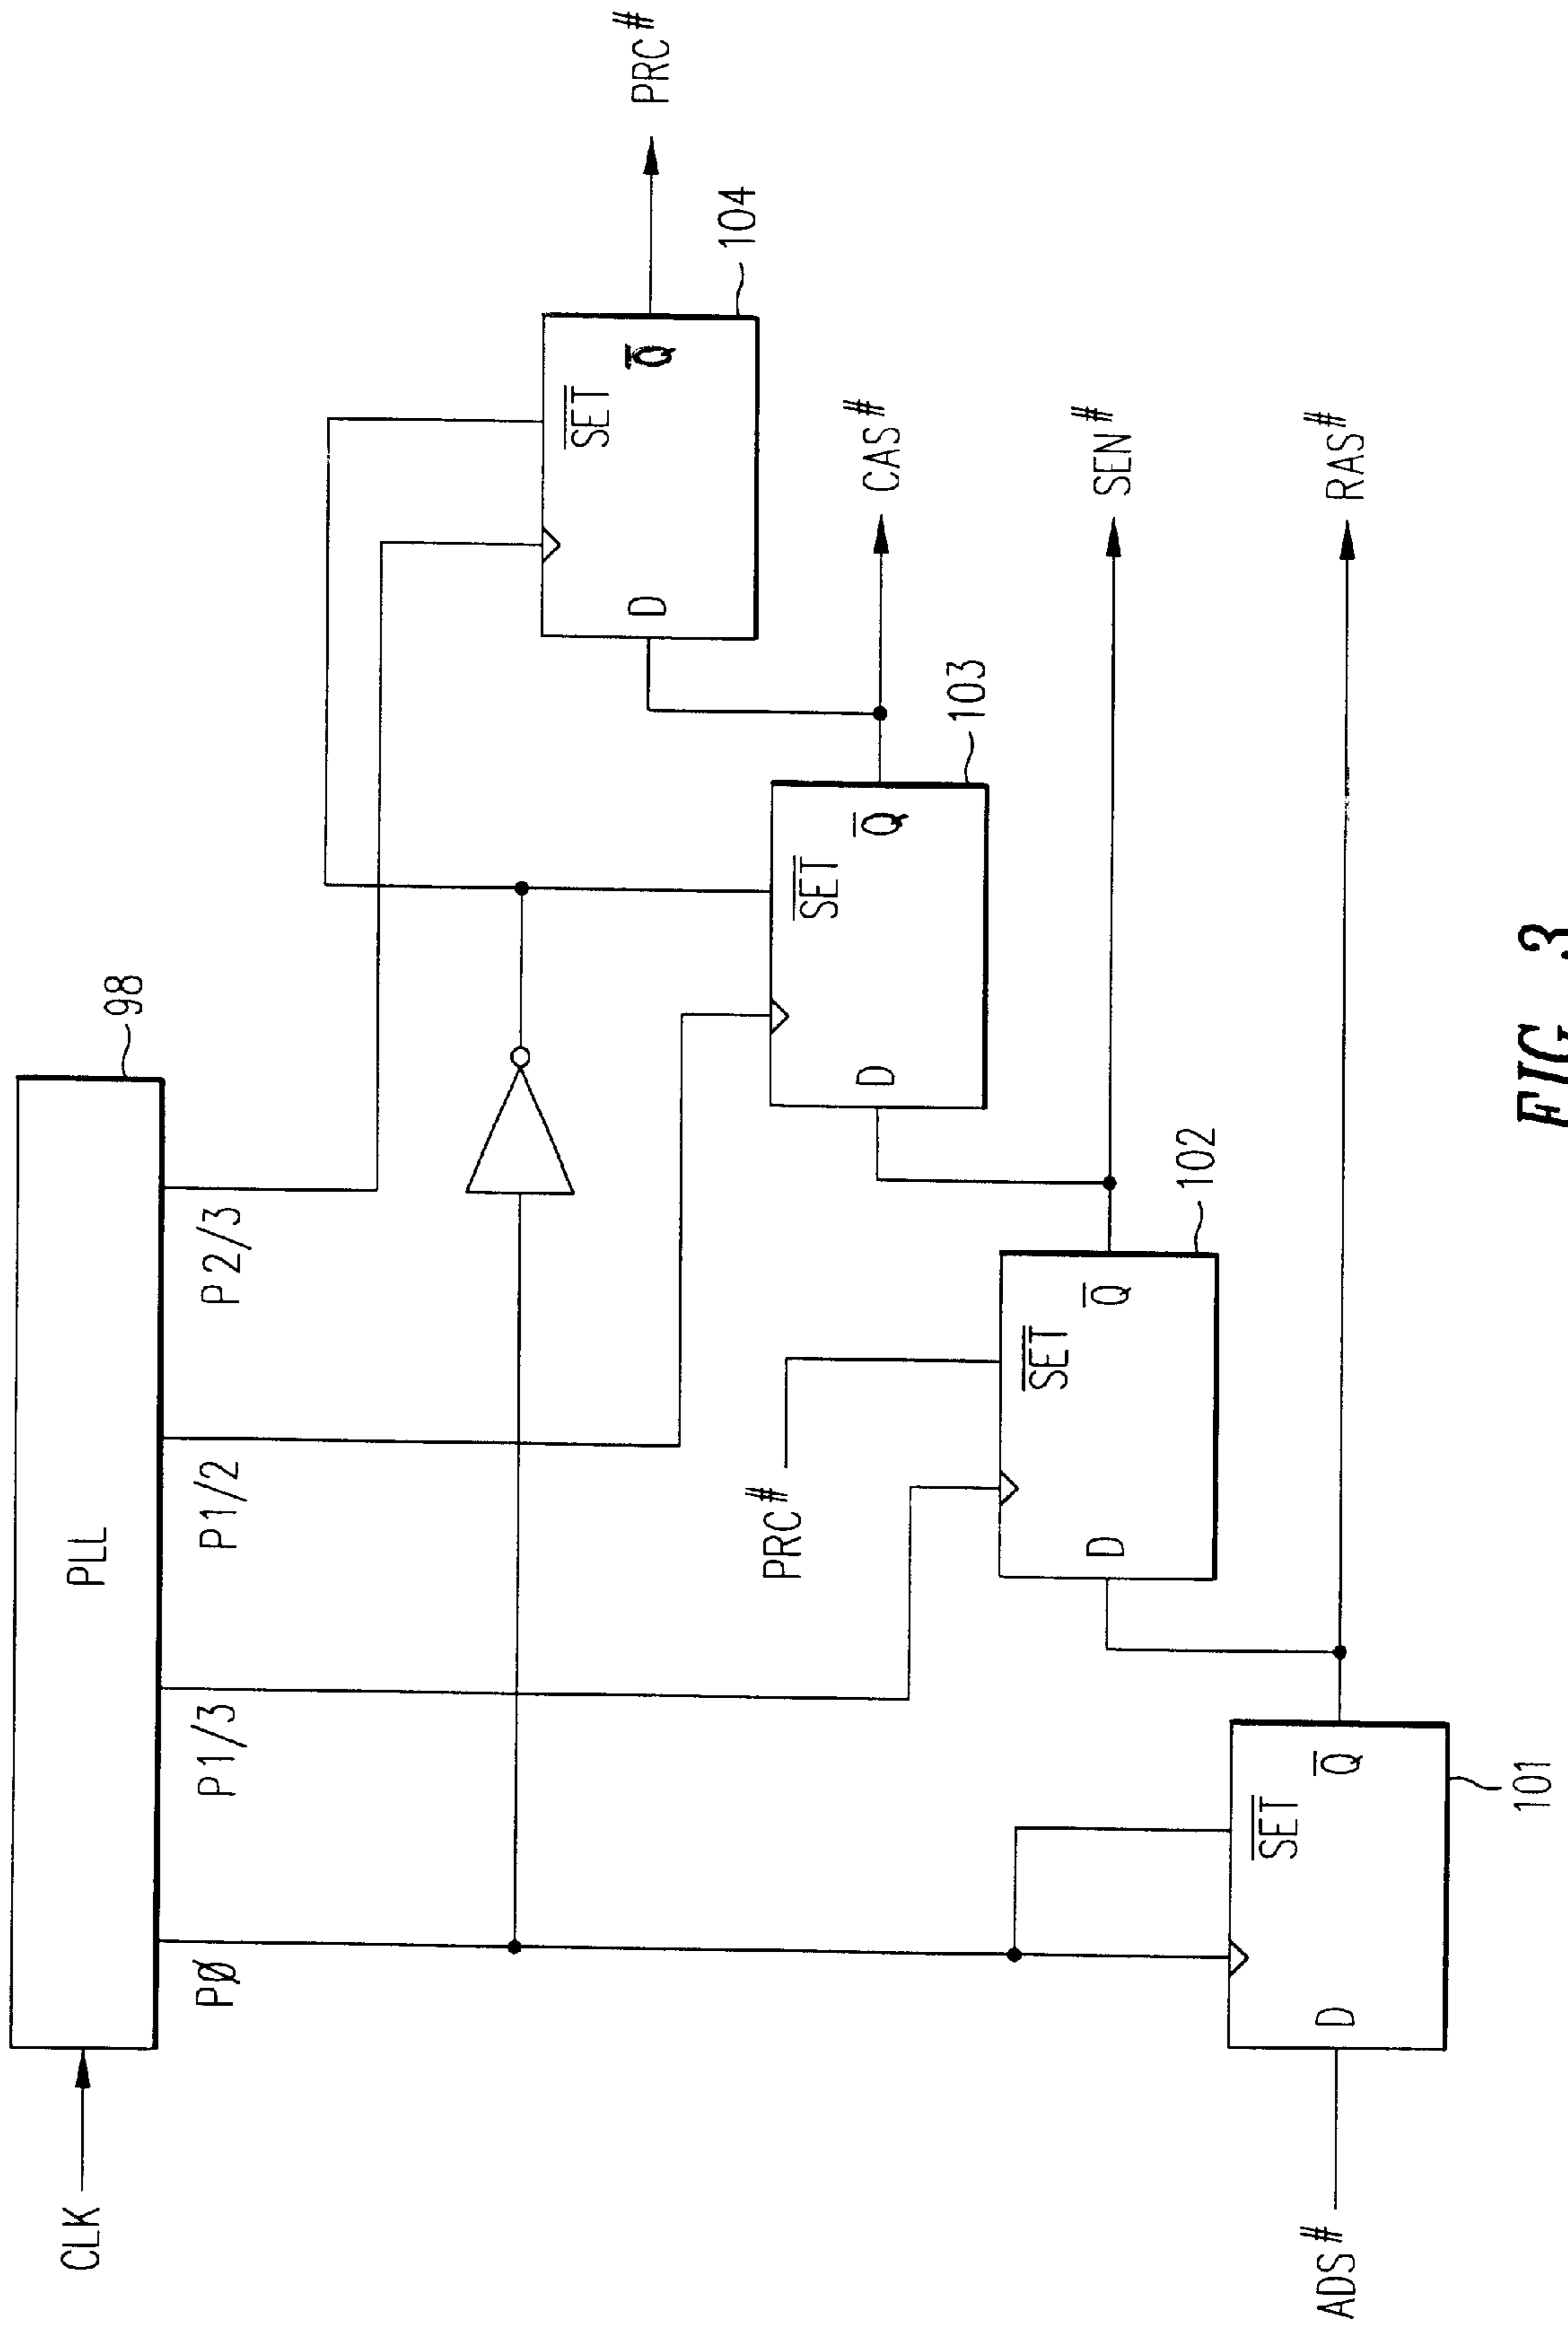 CLK
PLL
98
PØ
P1/3
P1/2
P2/3
ADS#
D
SET
Q
101
RAS#
PRC#
D
SET
Q
102
SEN#
D
SET
Q
103
CAS#
D
SET
Q
104
PRC#
FIG. 3